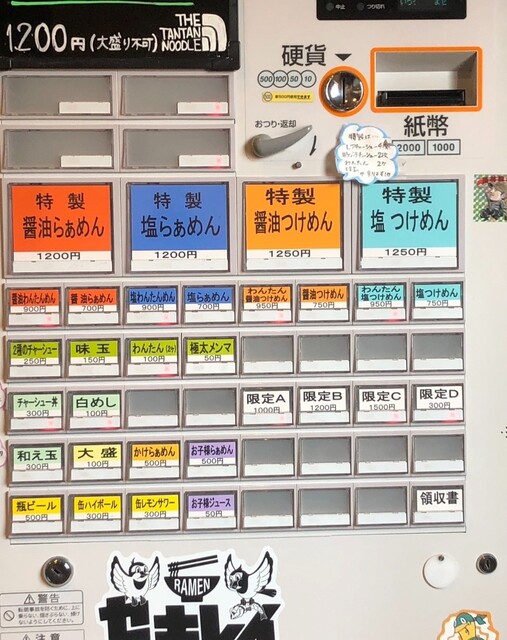 中止
つり切れ
1,200円(大盛り不可)
THE
TANTAN
NOODLE
硬貨
500 100 50 10
おつり・返却
紙幣
2000 1000
特製は…
特製
醤油らぁめん
1200円
特製
塩らぁめん
1200円
特製
醤油つけめん
1250円
特製
塩つけめん
1250円
醤油わんたんめん
900円
醤油らぁめん
700円
塩わんたんめん
900円
塩らぁめん
700円
わんたん
醤油つけめん
950円
醤油つけめん
750円
わんたん
塩つけめん
950円
塩つけめん
750円
2種のチャーシュー
250円
味玉
150円
わんたん(2ケ)
100円
極太メンマ
50円
チャーシュー丼
300円
白めし
100円
限定A
1000円
限定B
1200円
限定C
1500円
限定D
300円
和え玉
300円
大盛
100円
かけらぁめん
500円
お子様らぁめん
500円
瓶ビール
500円
缶ハイボール
300円
缶レモンサワー
300円
お子様ジュース
50円
領収書
RAMEN
警告
注意